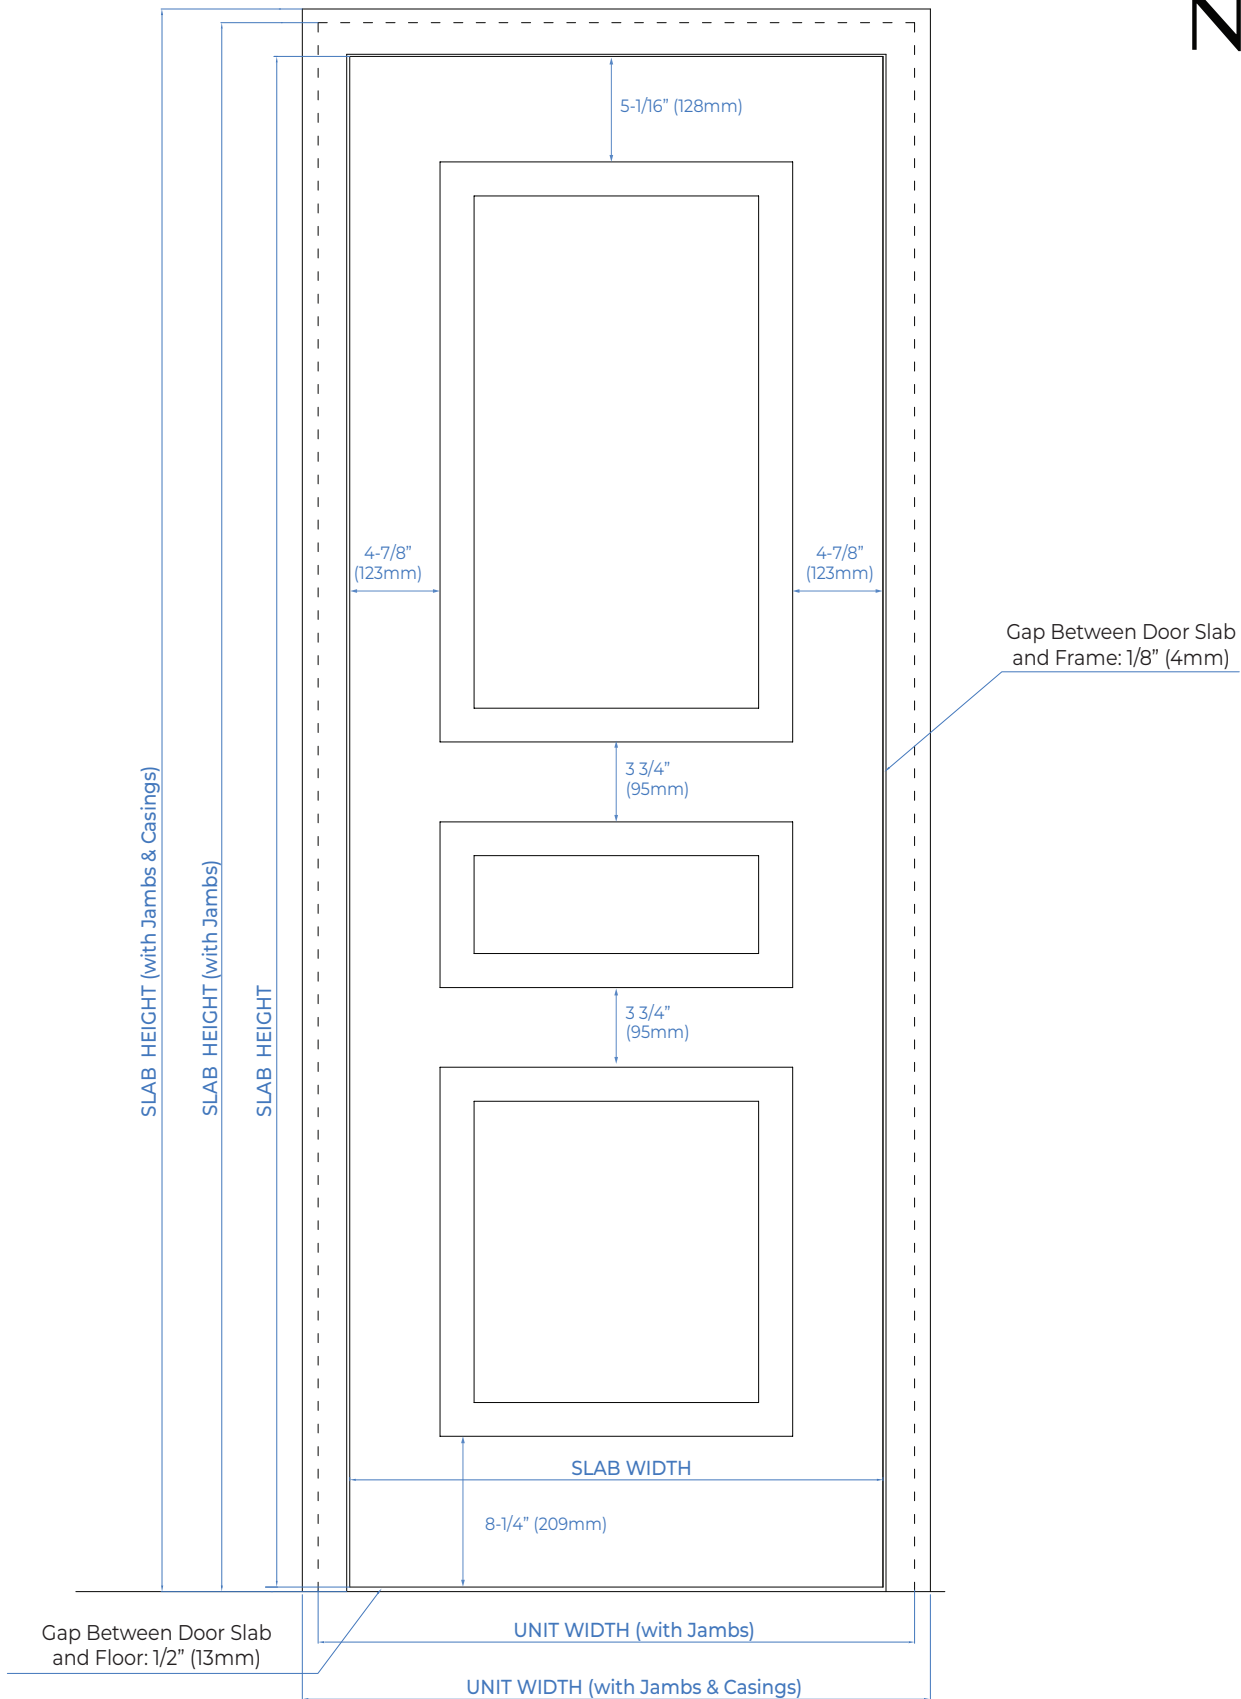 N
5-1/16” (128mm)
4-7/8”
(123mm)
4-7/8”
(123mm)
Gap Between Door Slab
and Frame: 1/8” (4mm)
3 3/4”
(95mm)
SLAB HEIGHT (with Jambs & Casings)
SLAB HEIGHT (with Jambs)
SLAB HEIGHT
3 3/4”
(95mm)
SLAB WIDTH
8-1/4” (209mm)
Gap Between Door Slab
and Floor: 1/2” (13mm)
UNIT WIDTH (with Jambs)
UNIT WIDTH (with Jambs & Casings)